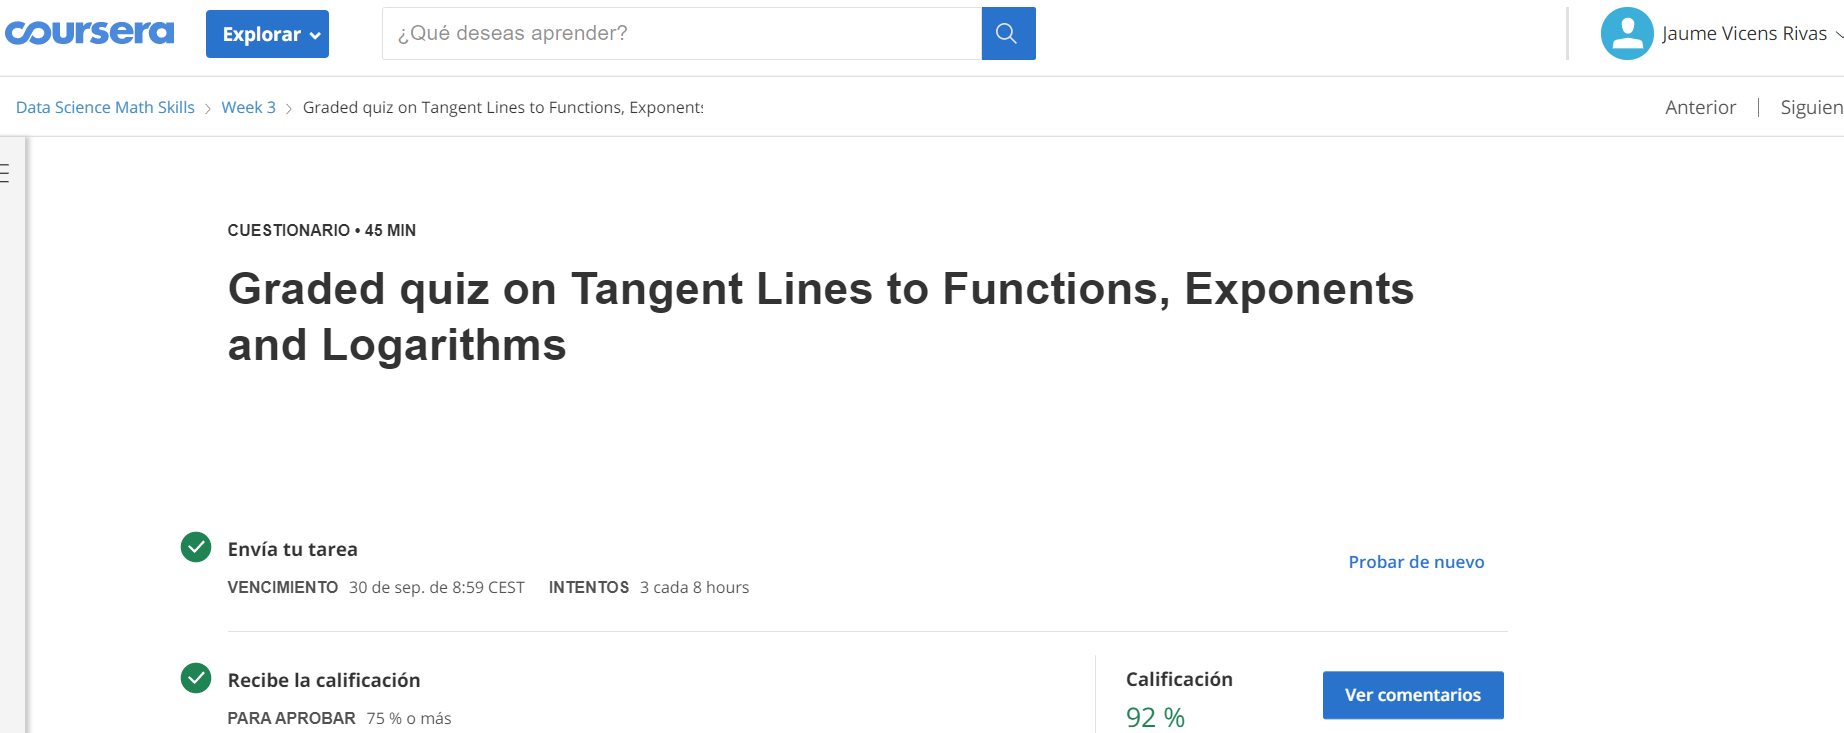 coursera
Explorar
¿Qué deseas aprender?
Jaume Vicens Rivas
Data Science Math Skills > Week 3 > Graded quiz on Tangent Lines to Functions, Exponents
Anterior | Siguien
CUESTIONARIO • 45 MIN
Graded quiz on Tangent Lines to Functions, Exponents
and Logarithms
Envía tu tarea
Probar de nuevo
VENCIMIENTO 30 de sep. de 8:59 CEST INTENTOS 3 cada 8 hours
Recibe la calificación
Calificación
Ver comentarios
PARA APROBAR 75 % o más
92 %